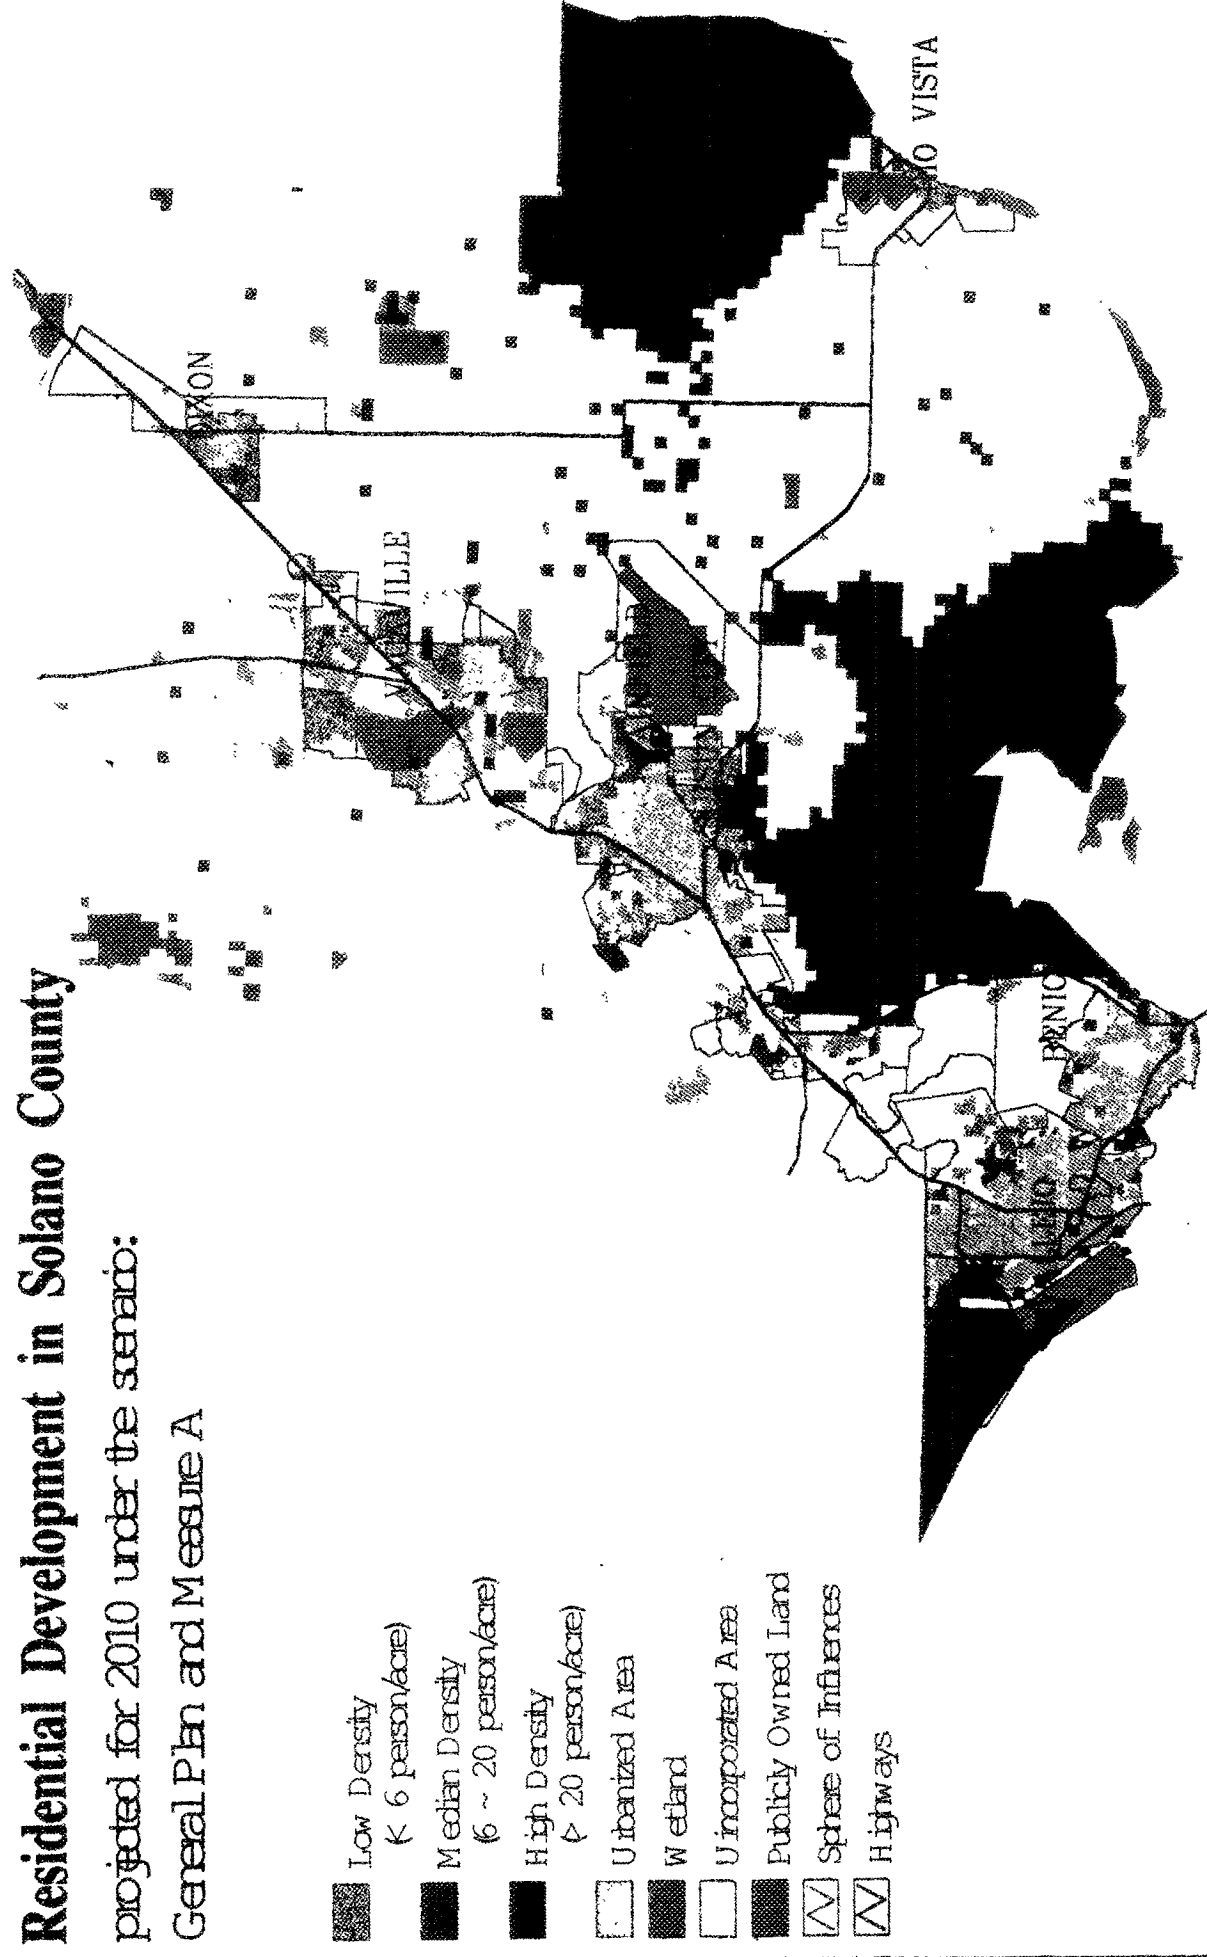 Residential Development in Solano County
projected for 2010 under the scenario:
General Plan and Measure A
Low Density
(< 6 person/acre)
Median Density
(6 ~ 20 person/acre)
High Density
(> 20 person/acre)
Urbanized Area
Wetland
Uincorporated Area
Publicly Owned Land
Sphere of Influences
Highways
VISTA